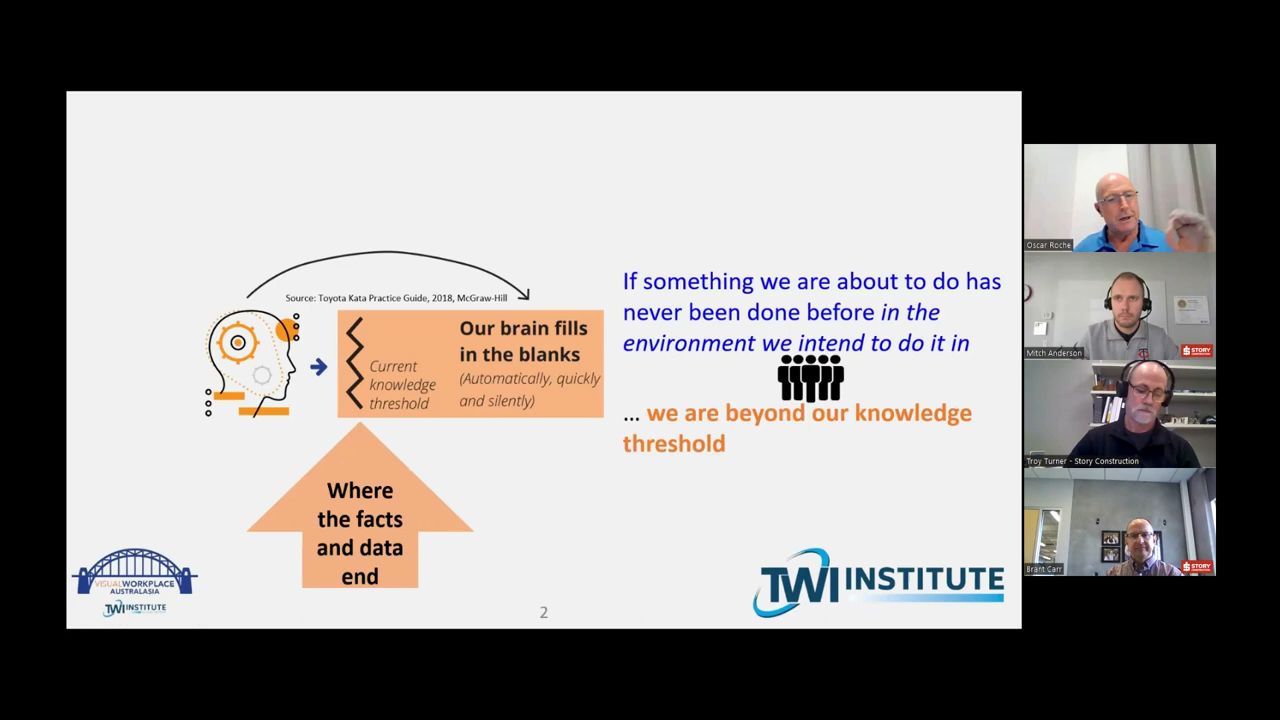 Source: Toyota Kata Practice Guide, 2018, McGraw-Hill
Current
knowledge
threshold
Our brain fills
in the blanks
(Automatically, quickly
and silently)
Where
the facts
and data
end
If something we are about to do has
never been done before in the
environment we intend to do it in
... we are beyond our knowledge
threshold
VISUALWORKPLACE
AUSTRALASIA
TWI INSTITUTE
2
TWI INSTITUTE
Oscar Roche
Mitch Anderson
STORY
Troy Turner - Story Construction
Brant Carr
STORY